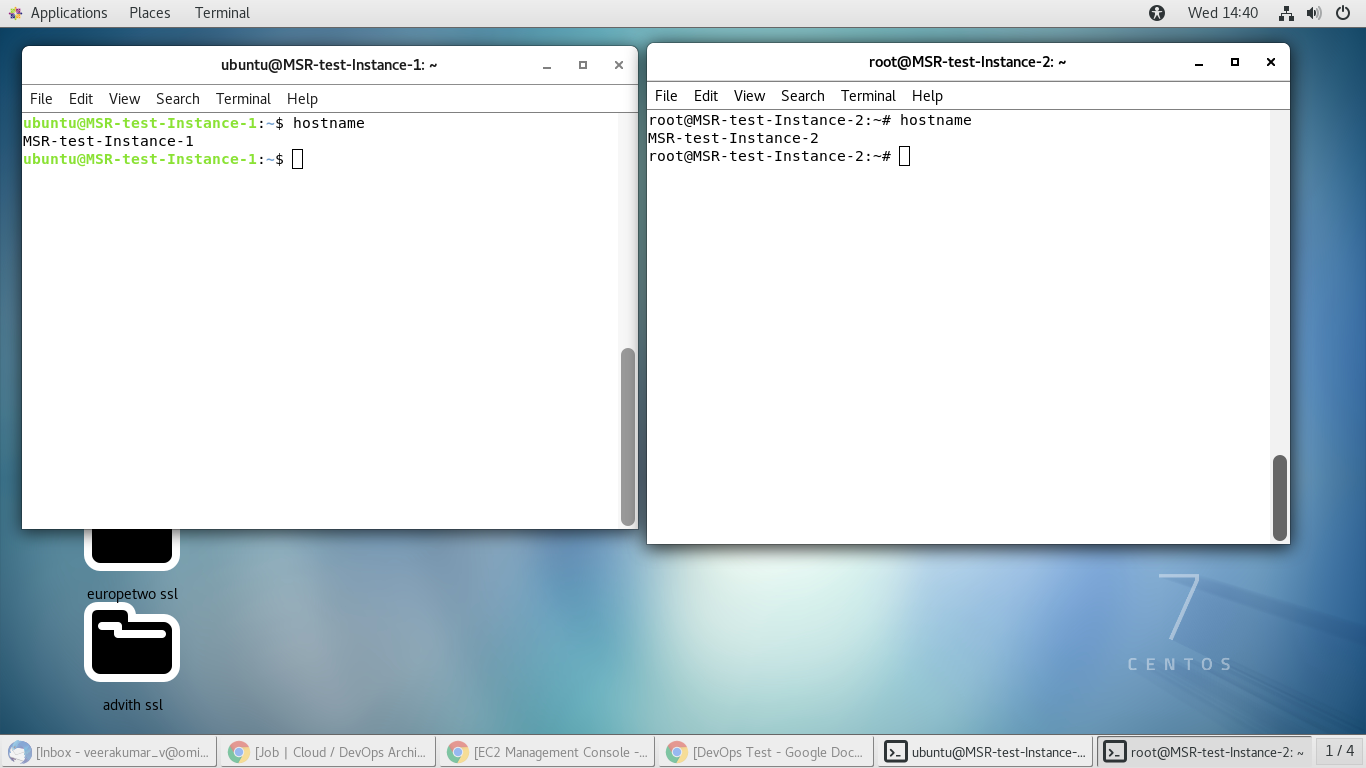 Applications Places Terminal Wed 14:40
ubuntu@MSR-test-Instance-1: ~
File Edit View Search Terminal Help
ubuntu@MSR-test-Instance-1:~$ hostname
MSR-test-Instance-1
ubuntu@MSR-test-Instance-1:~$
root@MSR-test-Instance-2: ~
File Edit View Search Terminal Help
root@MSR-test-Instance-2:~# hostname
MSR-test-Instance-2
root@MSR-test-Instance-2:~#
europetwo ssl
advith ssl
7
CENTOS
[Inbox - veerakumar_v@omi... [Job | Cloud / DevOps Archi... [EC2 Management Console -... [DevOps Test - Google Doc... ubuntu@MSR-test-Instance-... root@MSR-test-Instance-2: ~ 1 / 4